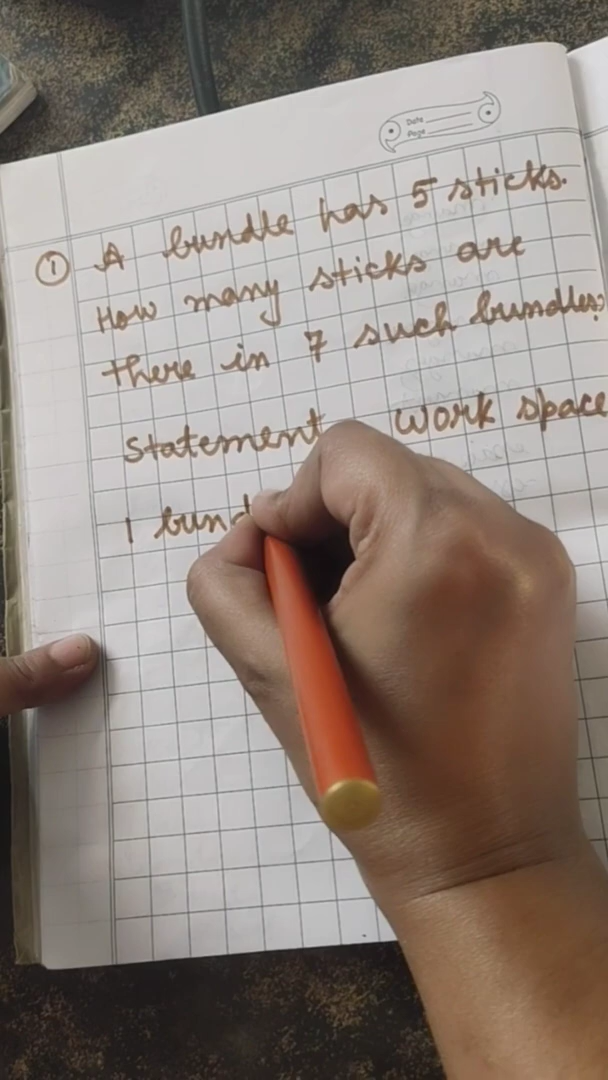 Date
Page
① A bundle has 5 sticks.
How many sticks are
there in 7 such bundles?
Statement Work space
1 bund